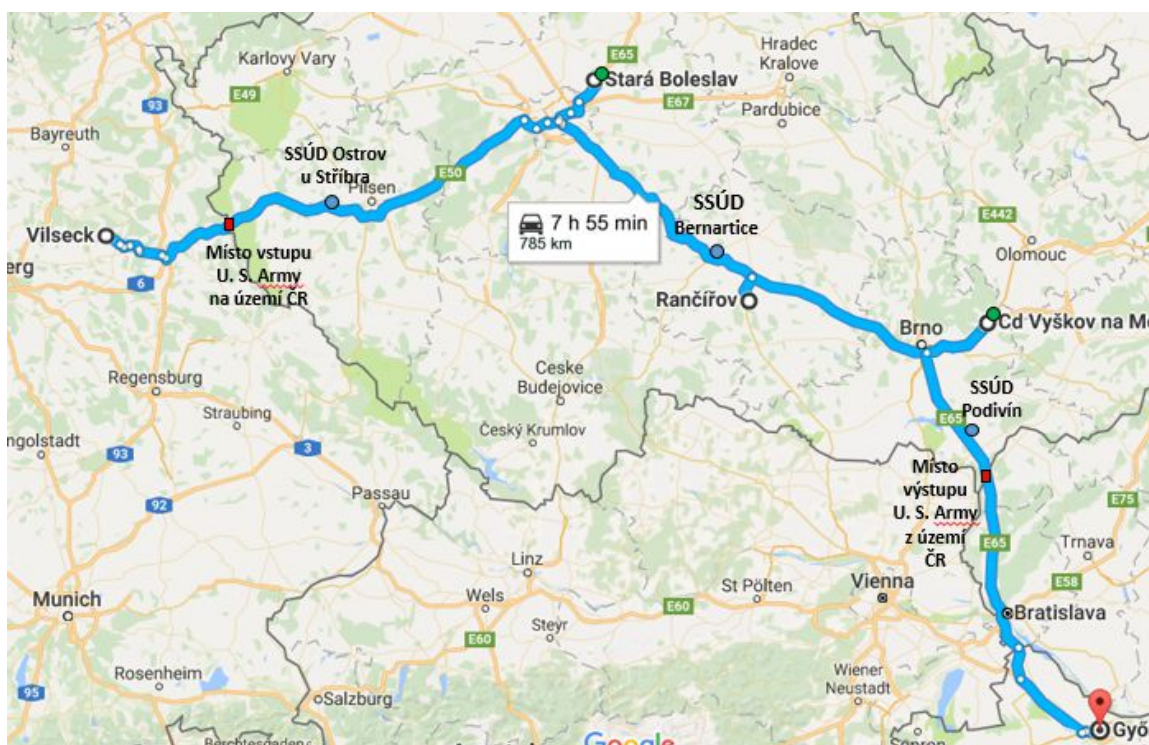 E65
Hradec
Kralove
Karlovy Vary
Stará Boleslav
E49
E67
93
Pardubice
Bayreuth
SSÚD Ostrov
u Stříbra
Pilsen
E50
SSÚD
Bernartice
7 h 55 min
785 km
E442
Olomouc
Vilseck
erg
Místo vstupu
U. S. Army
na území ČR
6
Rančířov
Cd Vyškov na Mo
Brno
Regensburg
Ceske
Budejovice
SSÚD
Podivín
Straubing
E65
ngolstadt
93
3
Český Krumlov
Místo
výstupu
U. S. Army
z území
ČR
92
Passau
E75
E65
Trnava
Linz
St Pölten
Vienna
E58
Munich
Wels
E60
Bratislava
Steyr
E60
Rosenheim
Wiener
Neustadt
95
Salzburg
Győ
Berchtesgaden
Google
Sopron